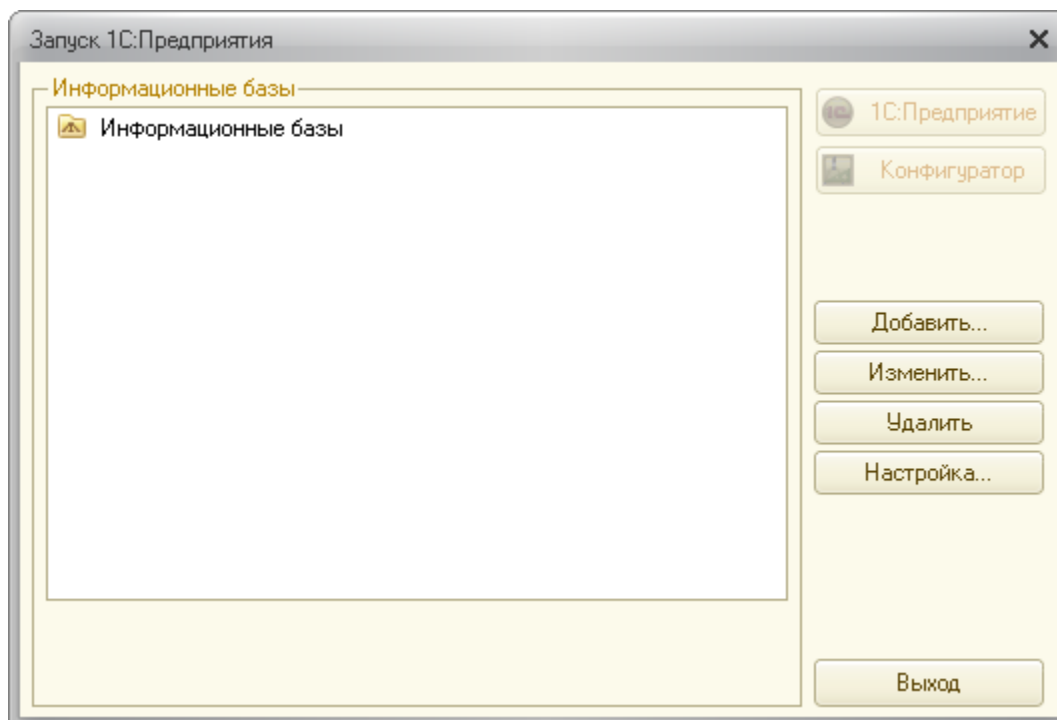 Запуск 1С:Предприятия
Информационные базы
Информационные базы
1С:Предприятие
Конфигуратор
Добавить...
Изменить...
Удалить
Настройка...
Выход